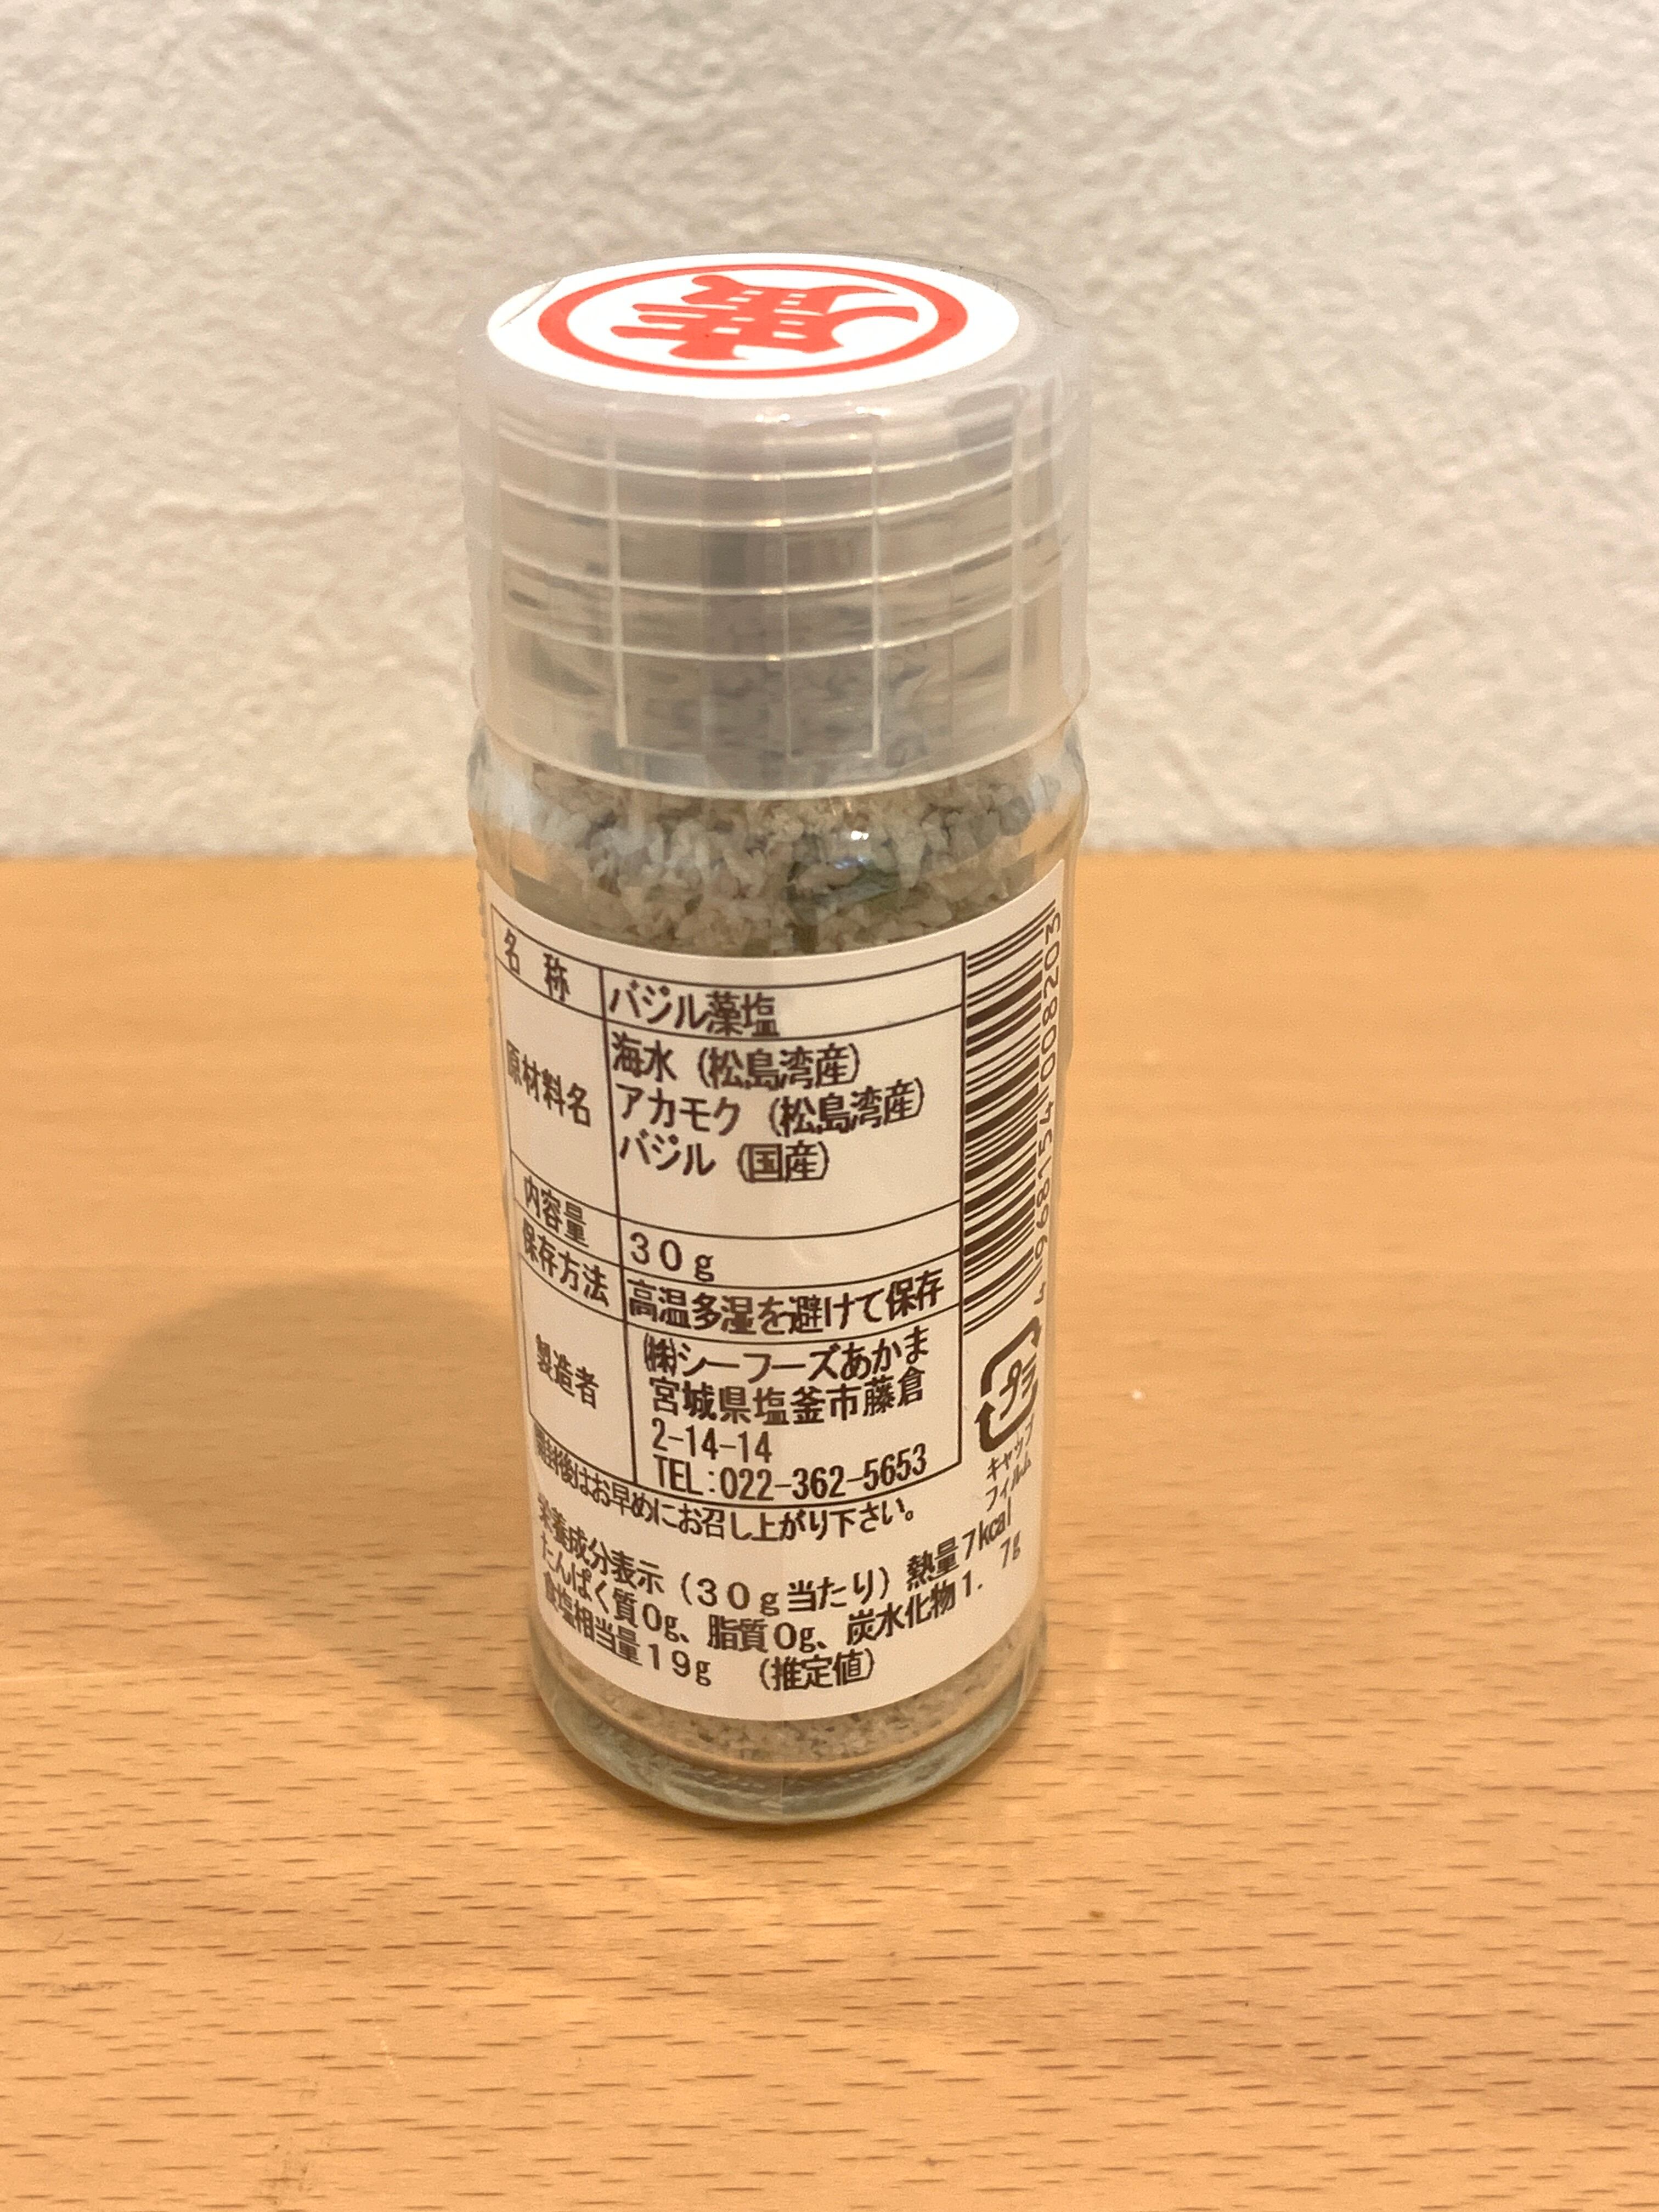 名称 バジル藻塩
原材料名 海水（松島湾産）
アカモク（松島湾産）
バジル（国産）
内容量 30g
保存方法 高温多湿を避けて保存
製造者 ㈱シーフーズあかま
宮城県塩釜市藤倉
2-14-14
TEL:022-362-5653
開封後はお早めにお召し上がり下さい。
栄養成分表示（30g当たり）熱量7kcal
たんぱく質0g、脂質0g、炭水化物1.7g
食塩相当量19g （推定値）
プラ
キャップ
フィルム